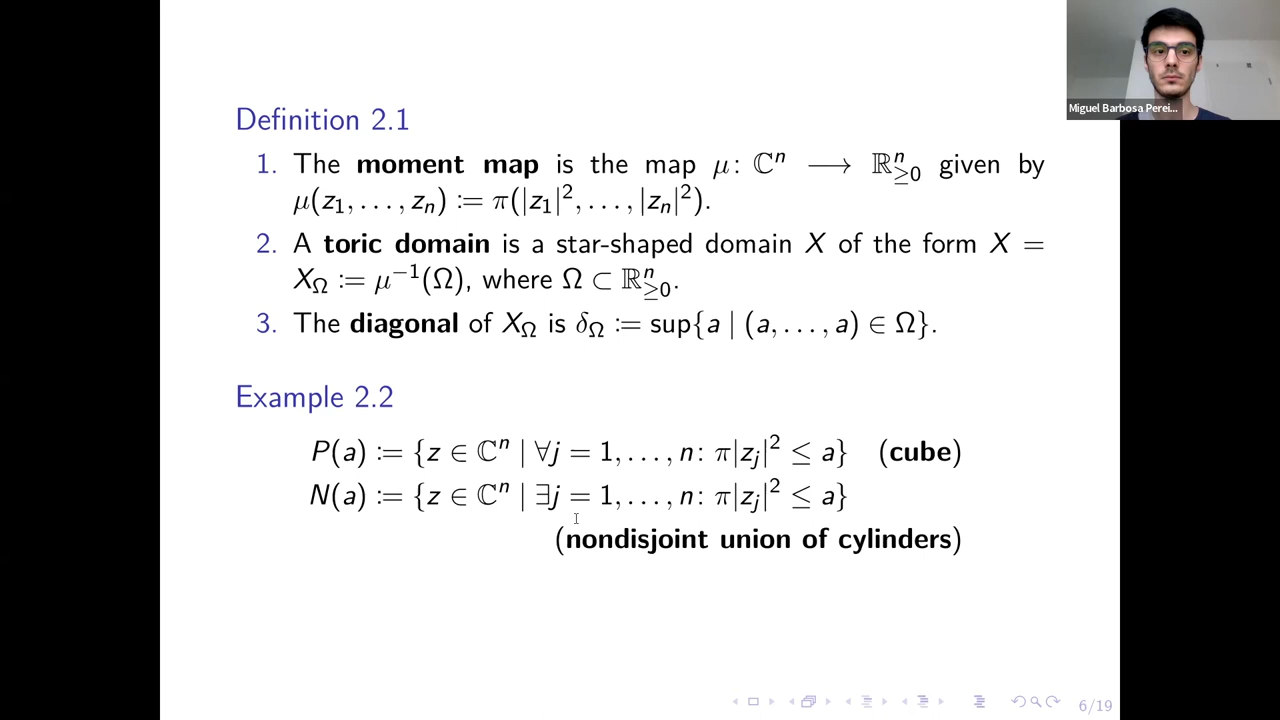 Miguel Barbosa Perei...
Definition 2.1
1. The moment map is the map μ: ℂⁿ ⟶ ℝⁿ≥0 given by
μ(z₁, . . . , zₙ) := π(|z₁|², . . . , |zₙ|²).
2. A toric domain is a star-shaped domain X of the form X =
X_Ω := μ⁻¹(Ω), where Ω ⊂ ℝⁿ≥0.
3. The diagonal of X_Ω is δ_Ω := sup{a | (a, . . . , a) ∈ Ω}.
Example 2.2
P(a) := {z ∈ ℂⁿ | ∀j = 1, . . . , n: π|zⱼ|² ≤ a} (cube)
N(a) := {z ∈ ℂⁿ | ∃j = 1, . . . , n: π|zⱼ|² ≤ a}
(nondisjoint union of cylinders)
6/19